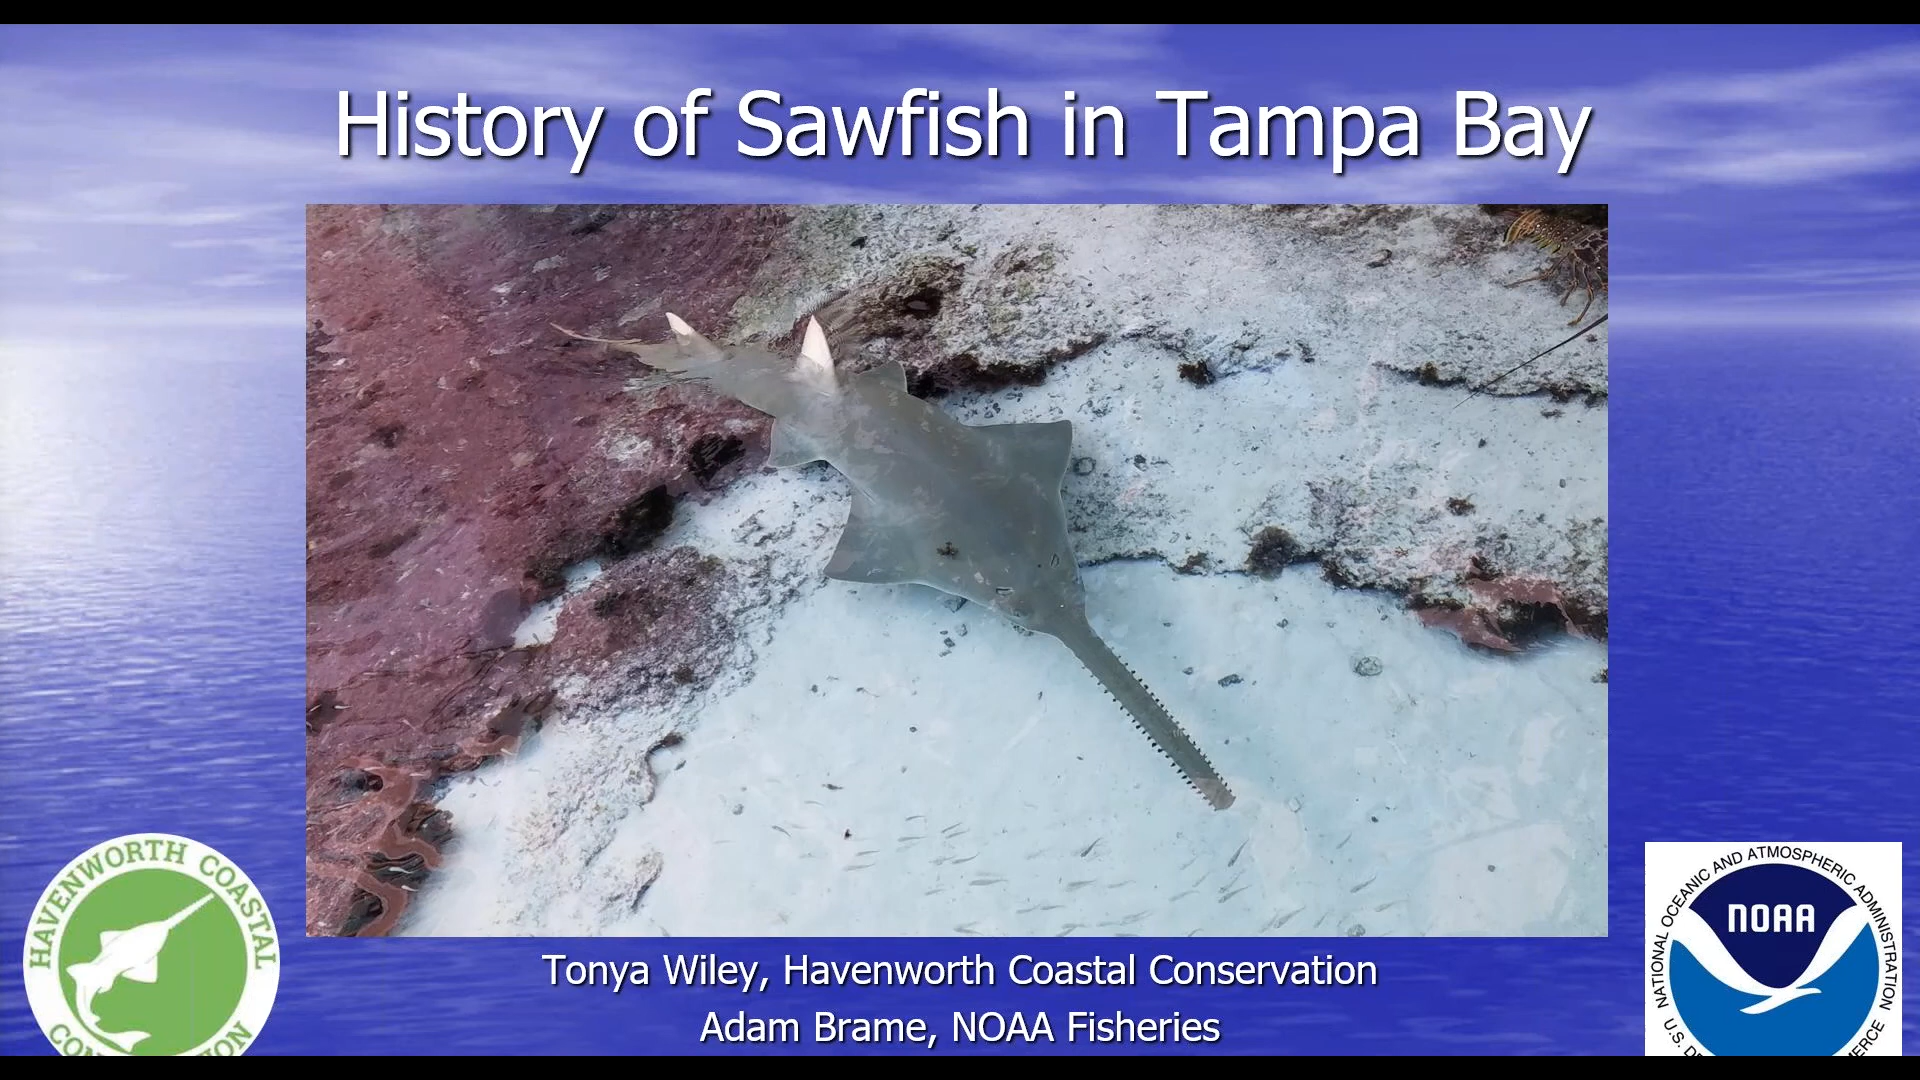 History of Sawfish in Tampa Bay
HAVENWORTH COASTAL
NATIONAL OCEANIC AND ATMOSPHERIC ADMINISTRATION
NOAA
U.S.
Tonya Wiley, Havenworth Coastal Conservation
Adam Brame, NOAA Fisheries